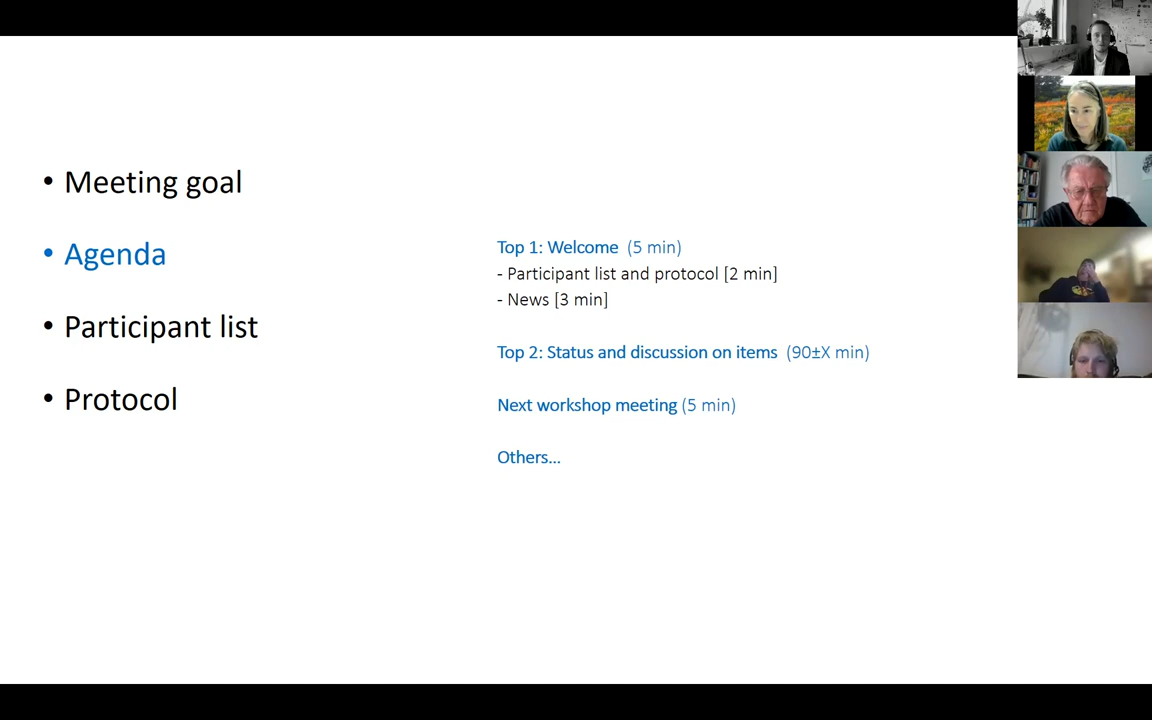 • Meeting goal
• Agenda
• Participant list
• Protocol
Top 1: Welcome (5 min)
- Participant list and protocol [2 min]
- News [3 min]
Top 2: Status and discussion on items (90±X min)
Next workshop meeting (5 min)
Others...